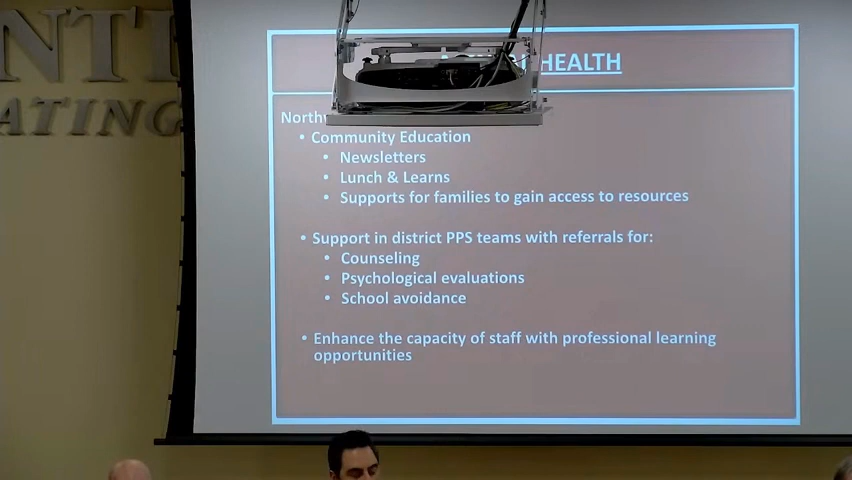 NT
ATING
HEALTH
• Community Education
• Newsletters
• Lunch & Learns
• Supports for families to gain access to resources
• Support in district PPS teams with referrals for:
• Counseling
• Psychological evaluations
• School avoidance
• Enhance the capacity of staff with professional learning
opportunities